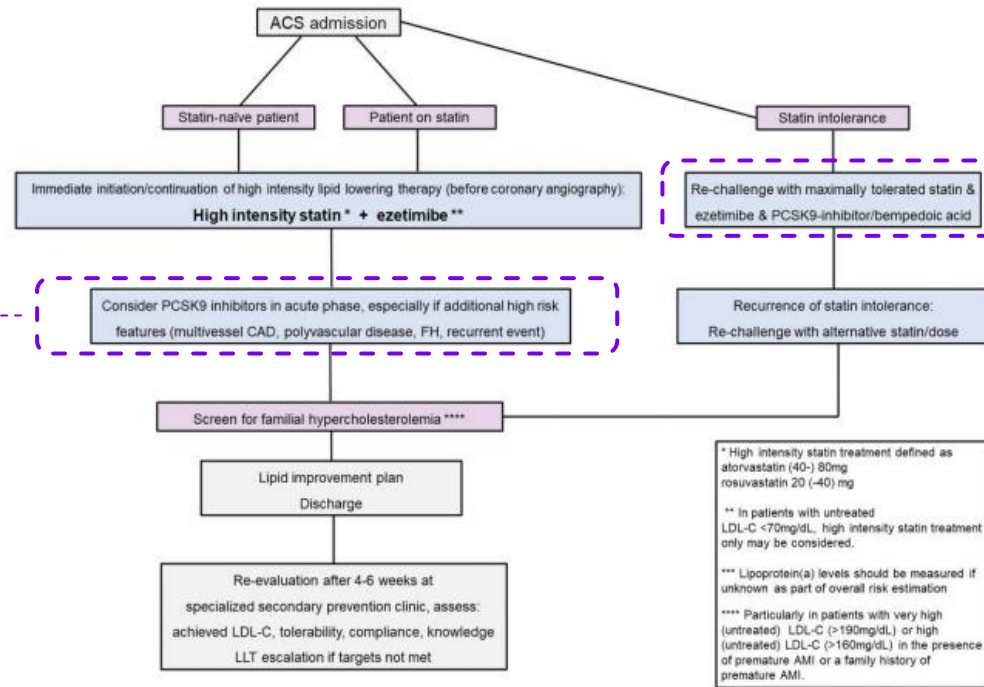 ACS admission
Statin-naïve patient
Patient on statin
Statin intolerance
Immediate initiation/continuation of high intensity lipid lowering therapy (before coronary angiography):
High intensity statin * + ezetimibe **
Re-challenge with maximally tolerated statin &
ezetimibe & PCSK9-inhibitor/bempedoic acid
Consider PCSK9 inhibitors in acute phase, especially if additional high risk
features (multivessel CAD, polyvascular disease, FH, recurrent event)
Recurrence of statin intolerance:
Re-challenge with alternative statin/dose
Screen for familial hypercholesterolemia ****
Lipid improvement plan
Discharge
Re-evaluation after 4-6 weeks at
specialized secondary prevention clinic, assess:
achieved LDL-C, tolerability, compliance, knowledge
LLT escalation if targets not met
* High intensity statin treatment defined as
atorvastatin (40-) 80mg
rosuvastatin 20 (-40) mg
** In patients with untreated
LDL-C <70mg/dL, high intensity statin treatment
only may be considered.
*** Lipoprotein(a) levels should be measured if
unknown as part of overall risk estimation
**** Particularly in patients with very high
(untreated) LDL-C (>190mg/dL) or high
(untreated) LDL-C (>160mg/dL) in the presence
of premature AMI or a family history of
premature AMI.